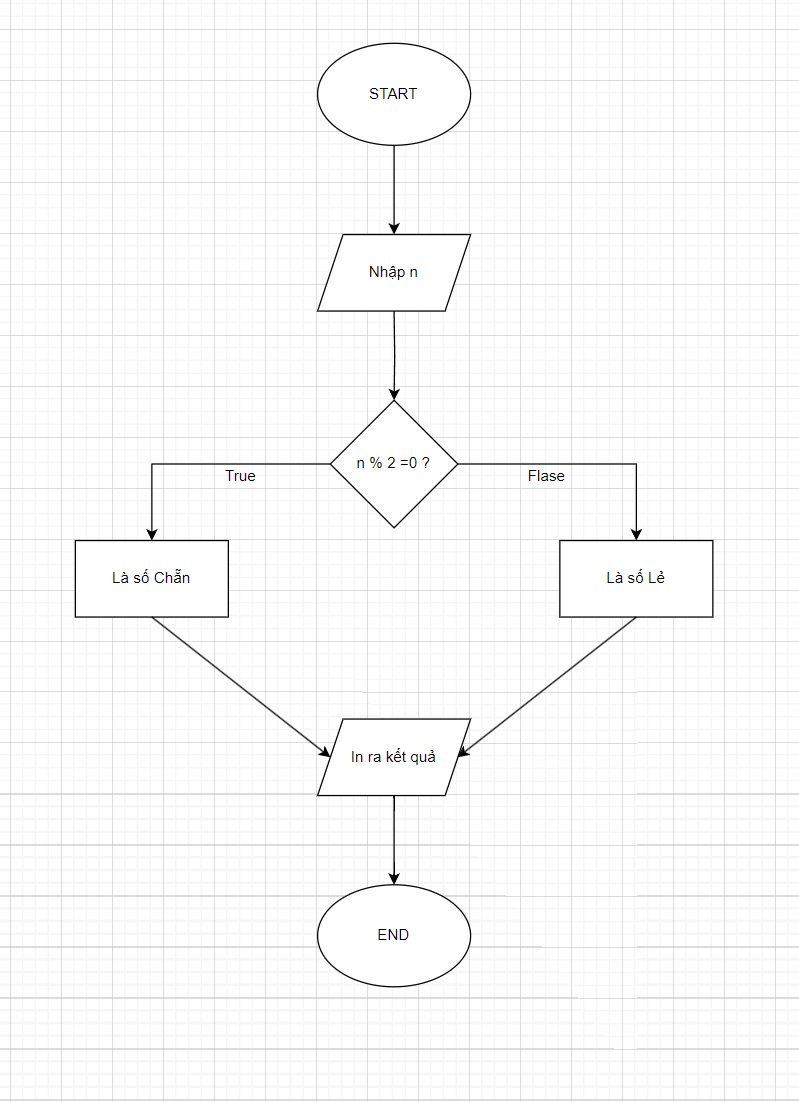 START
Nhập n
n % 2 =0 ?
True
Flase
Là số Chẵn
Là số Lẻ
In ra kết quả
END